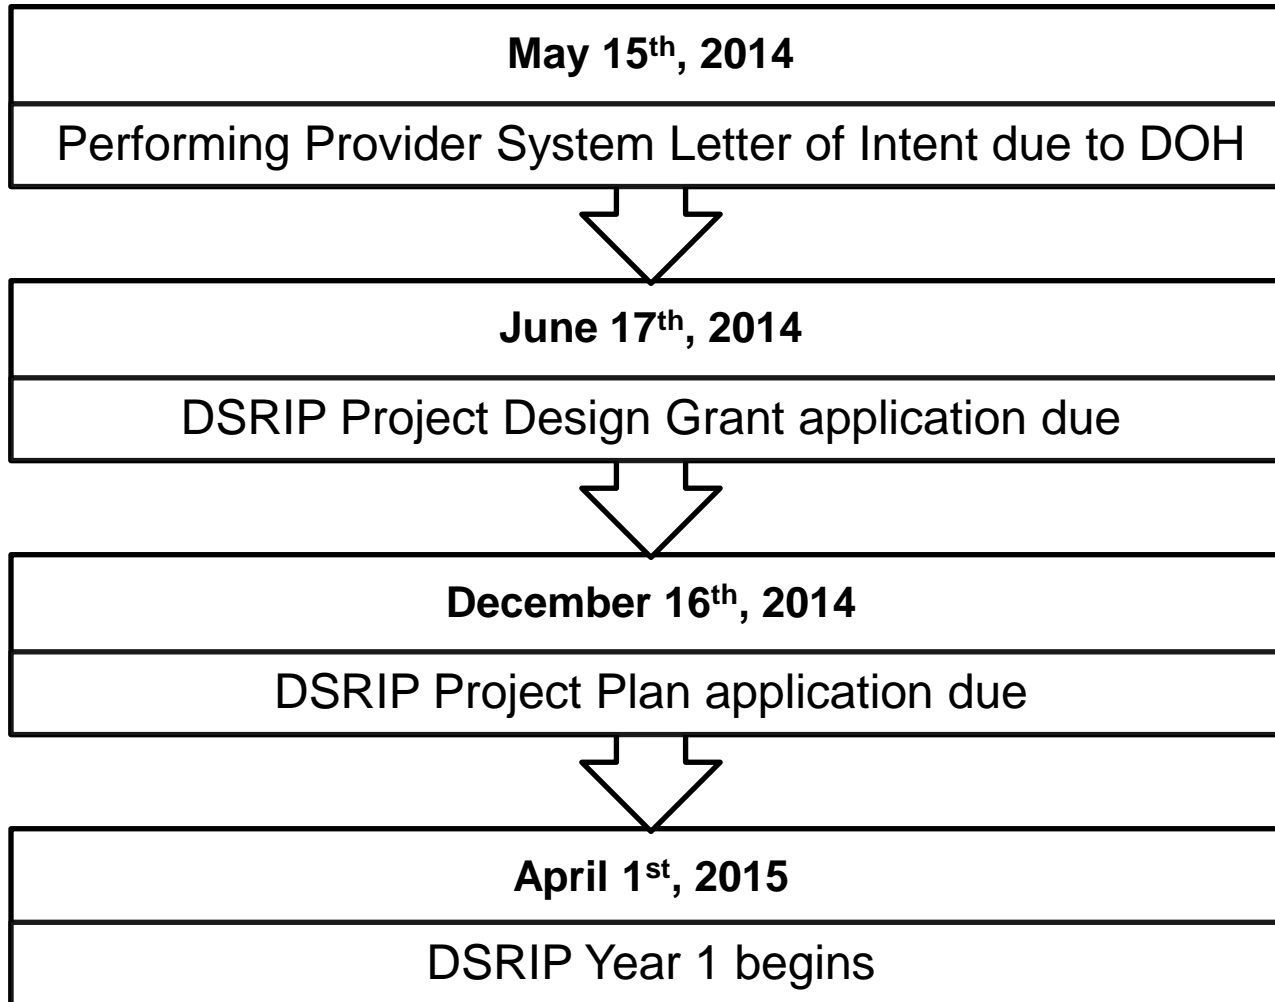 May 15th, 2014
Performing Provider System Letter of Intent due to DOH
June 17th, 2014
DSRIP Project Design Grant application due
December 16th, 2014
DSRIP Project Plan application due
April 1st, 2015
DSRIP Year 1 begins